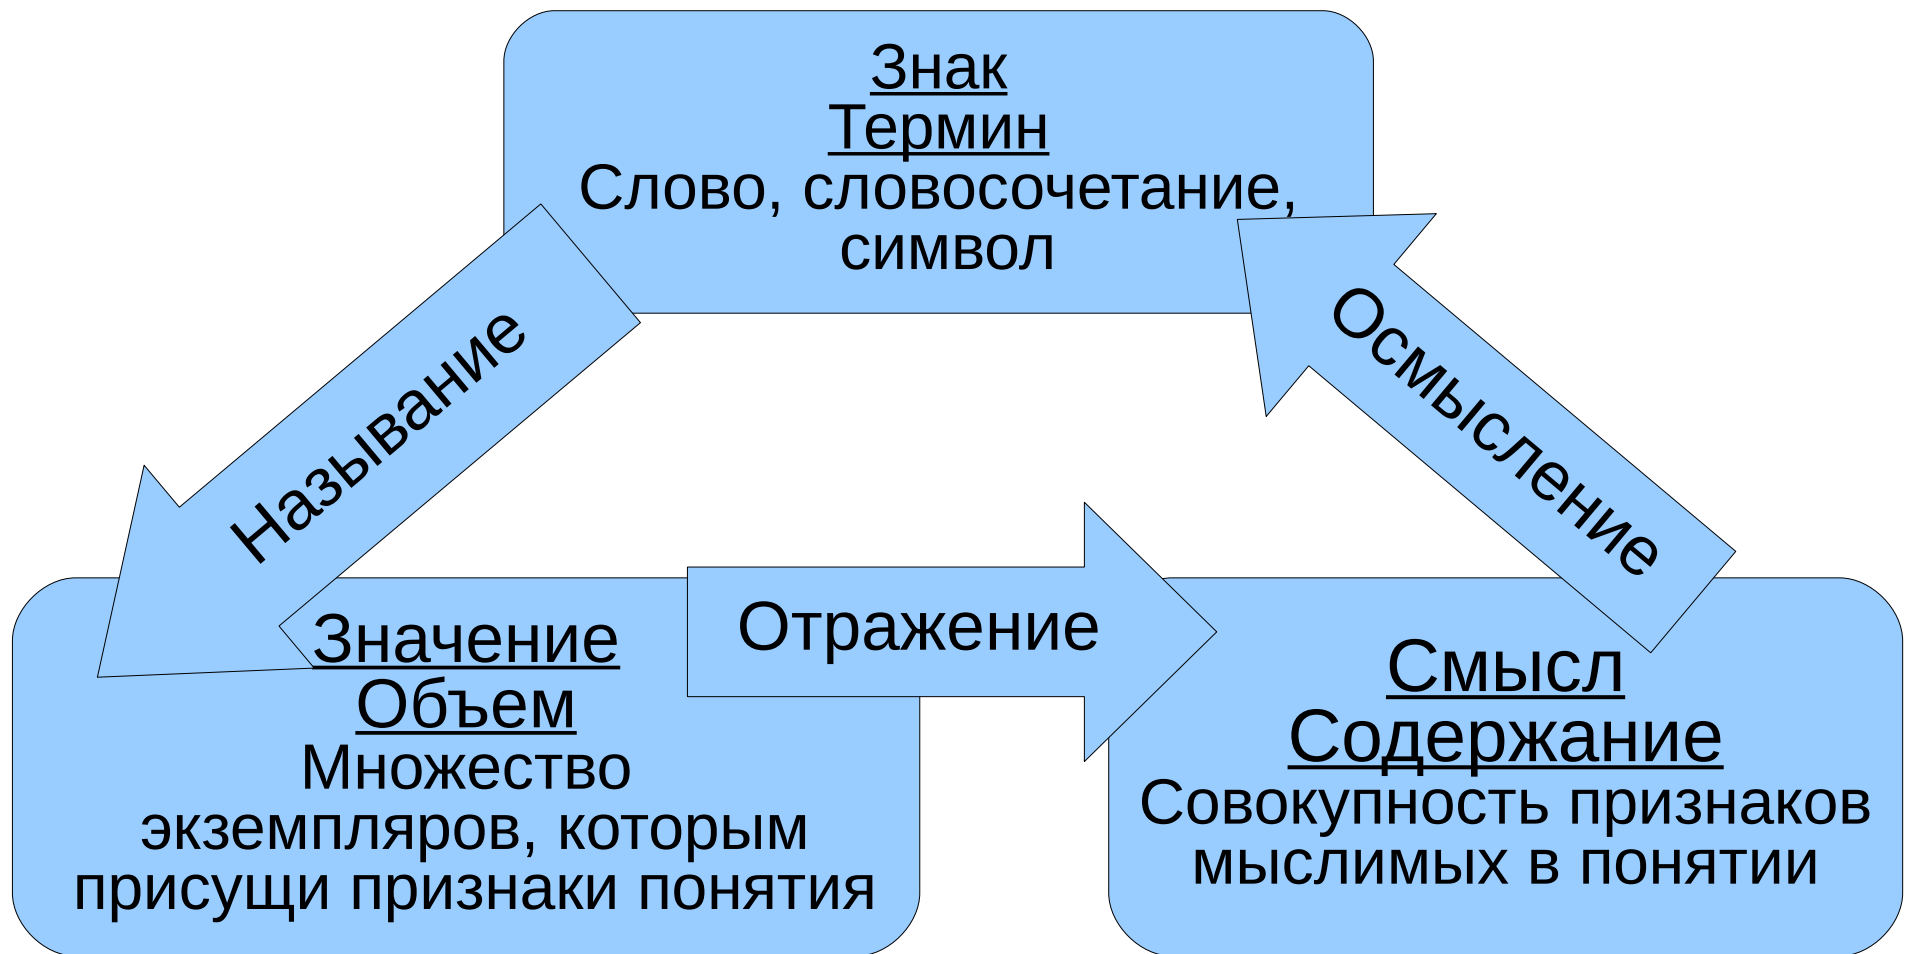 Знак
Термин
Слово, словосочетание,
символ
Называние
Осмысление
Отражение
Значение
Объем
Множество
экземпляров, которым
присущи признаки понятия
Смысл
Содержание
Совокупность признаков
мыслимых в понятии